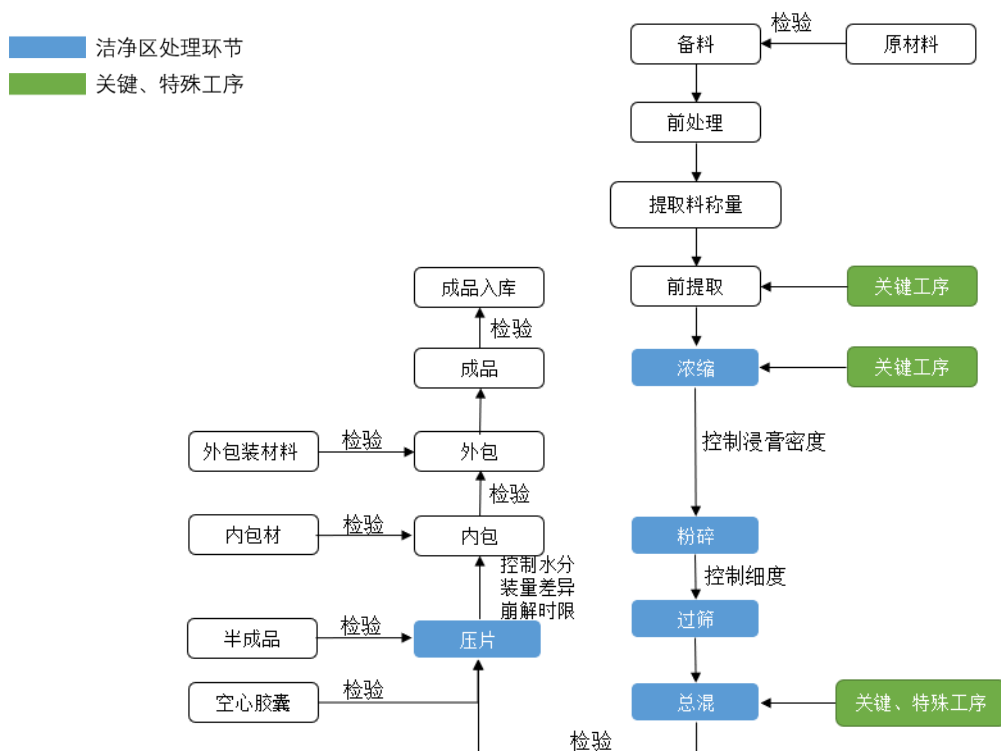 洁净区处理环节
关键、特殊工序
原材料
检验
备料
前处理
提取料称量
前提取
关键工序
浓缩
关键工序
控制浸膏密度
粉碎
控制细度
过筛
总混
关键、特殊工序
检验
空心胶囊
检验
半成品
检验
压片
控制水分
装量差异
崩解时限
内包材
检验
内包
检验
外包装材料
检验
外包
成品
检验
成品入库